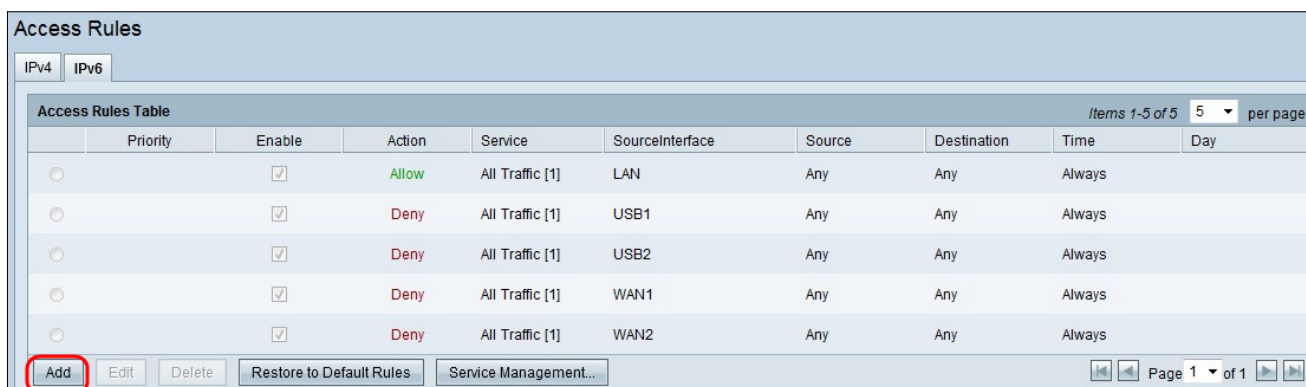 Access Rules
IPv4 IPv6
Access Rules Table Items 1-5 of 5 5 per page
Priority Enable Action Service SourceInterface Source Destination Time Day
Allow All Traffic [1] LAN Any Any Always
Deny All Traffic [1] USB1 Any Any Always
Deny All Traffic [1] USB2 Any Any Always
Deny All Traffic [1] WAN1 Any Any Always
Deny All Traffic [1] WAN2 Any Any Always
Add Edit Delete Restore to Default Rules Service Management... Page 1 of 1